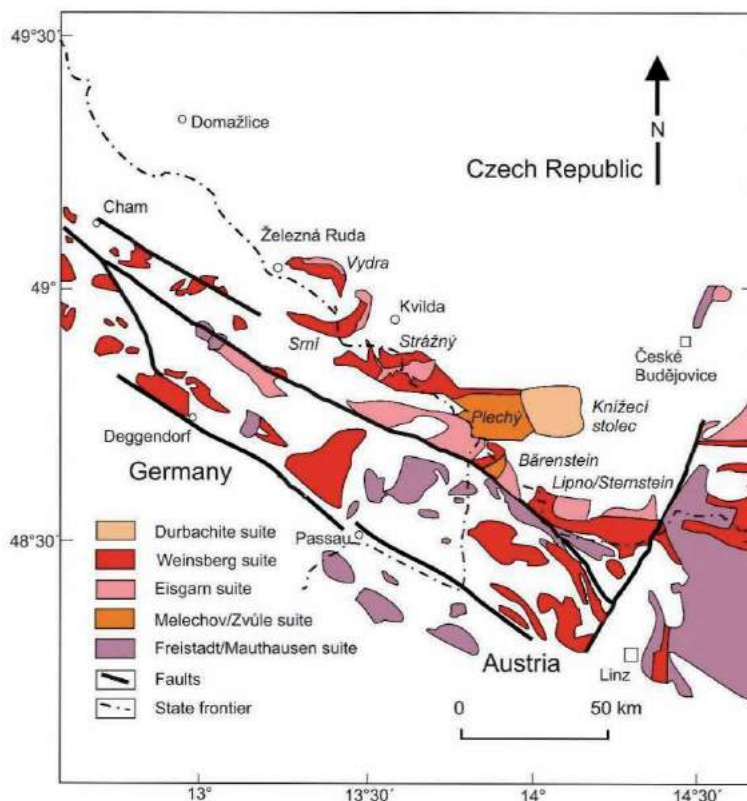 49°30´
Domažlice
N
Czech Republic
Cham
Železná Ruda
Vydra
49°
Kvilda
Srní
Strážný
České
Budějovice
Plechý
Knížecí
stolec
Deggendorf
Bärenstein
Germany
Lipno/Sternstein
48°30´
Passau
Durbachite suite
Weinsberg suite
Eisgarn suite
Melechov/Zvůle suite
Freistadt/Mauthausen suite
Faults
State frontier
Austria
Linz
0 50 km
13° 13°30´ 14° 14°30´